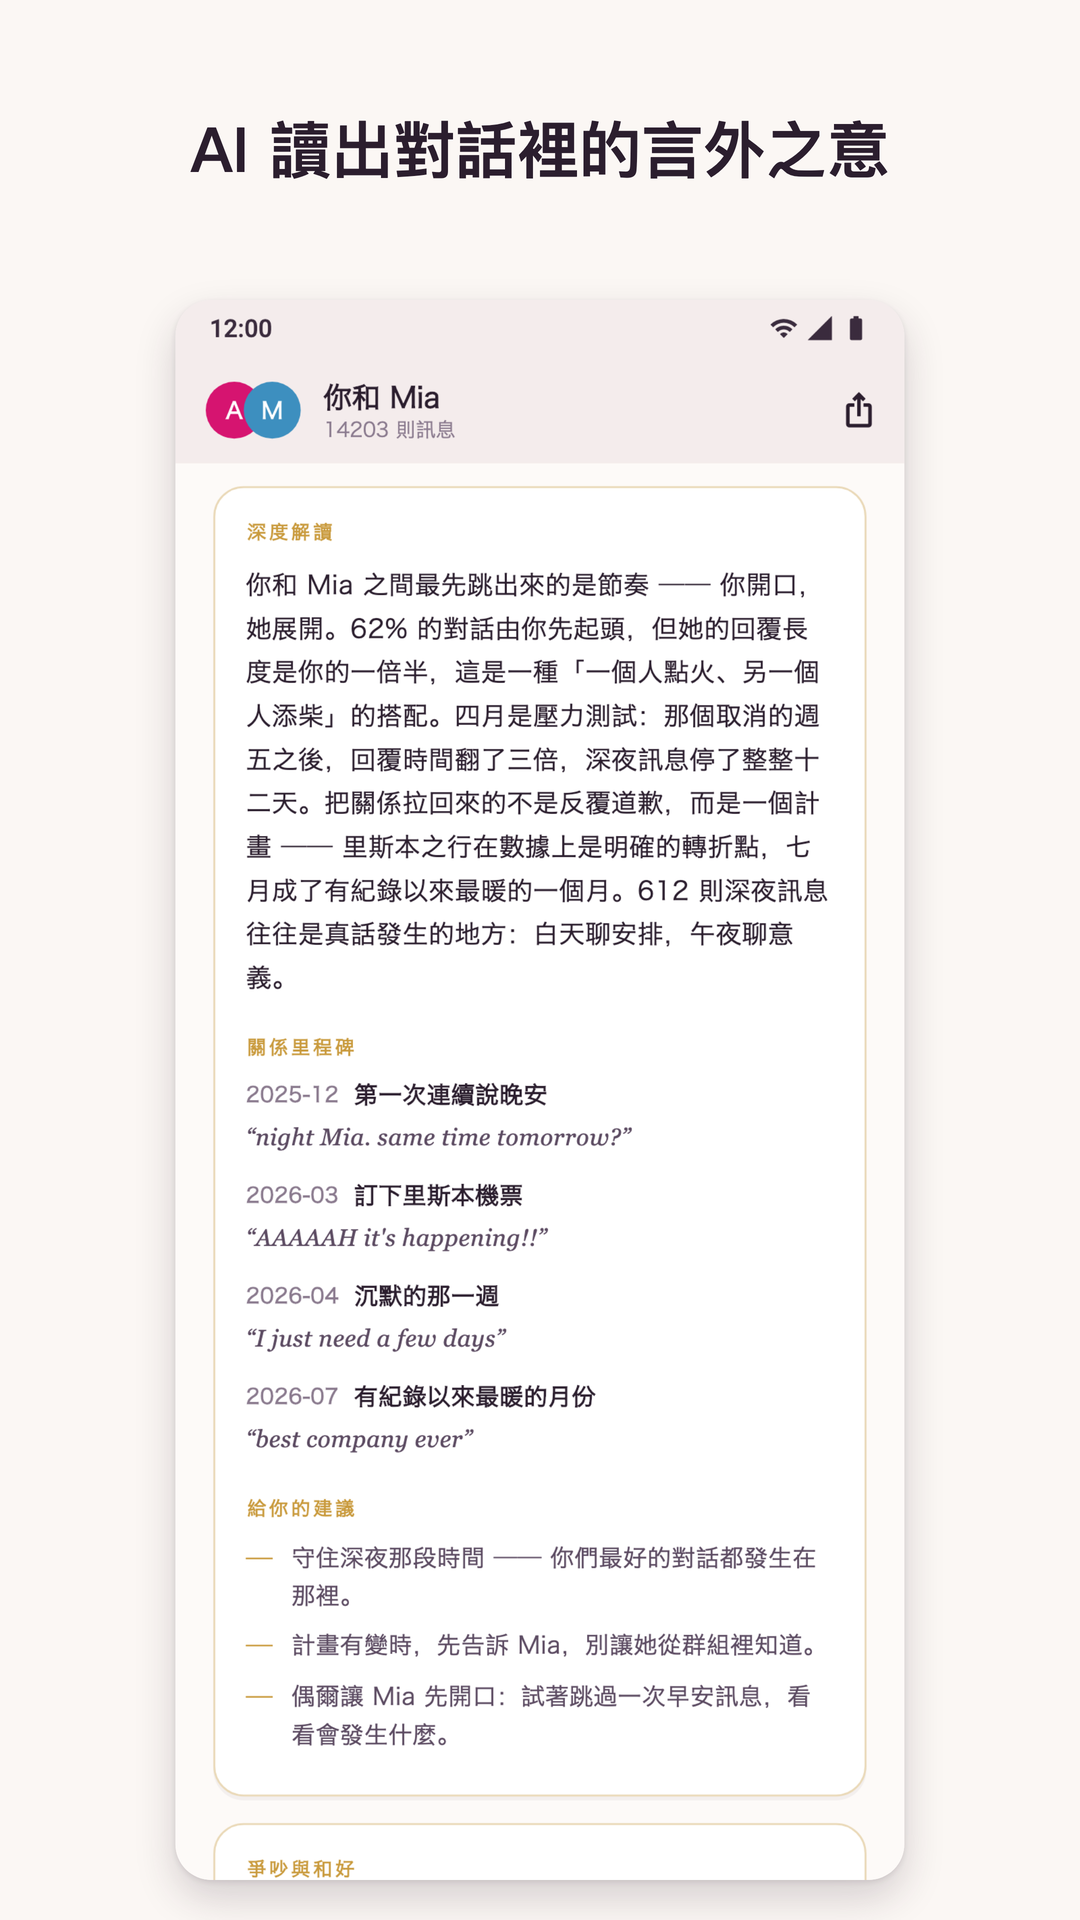 AI 讀出對話裡的言外之意
12:00
A
M
你和 Mia
14203 則訊息
深度解讀
你和 Mia 之間最先跳出來的是節奏 —— 你開口，
她展開。62% 的對話由你先起頭，但她的回覆長
度是你的一倍半，這是一種「一個人點火、另一個
人添柴」的搭配。四月是壓力測試：那個取消的週
五之後，回覆時間翻了三倍，深夜訊息停了整整十
二天。把關係拉回來的不是反覆道歉，而是一個計
畫 —— 里斯本之行在數據上是明確的轉折點，七
月成了有紀錄以來最暖的一個月。612 則深夜訊息
往往是真話發生的地方：白天聊安排，午夜聊意
義。
關係里程碑
2025-12 第一次連續說晚安
“night Mia. same time tomorrow?”
2026-03 訂下里斯本機票
“AAAAAH it's happening!!”
2026-04 沉默的那一週
“I just need a few days”
2026-07 有紀錄以來最暖的月份
“best company ever”
給你的建議
— 守住深夜那段時間 —— 你們最好的對話都發生在
那裡。
— 計畫有變時，先告訴 Mia，別讓她從群組裡知道。
— 偶爾讓 Mia 先開口：試著跳過一次早安訊息，看
看會發生什麼。
爭吵與和好